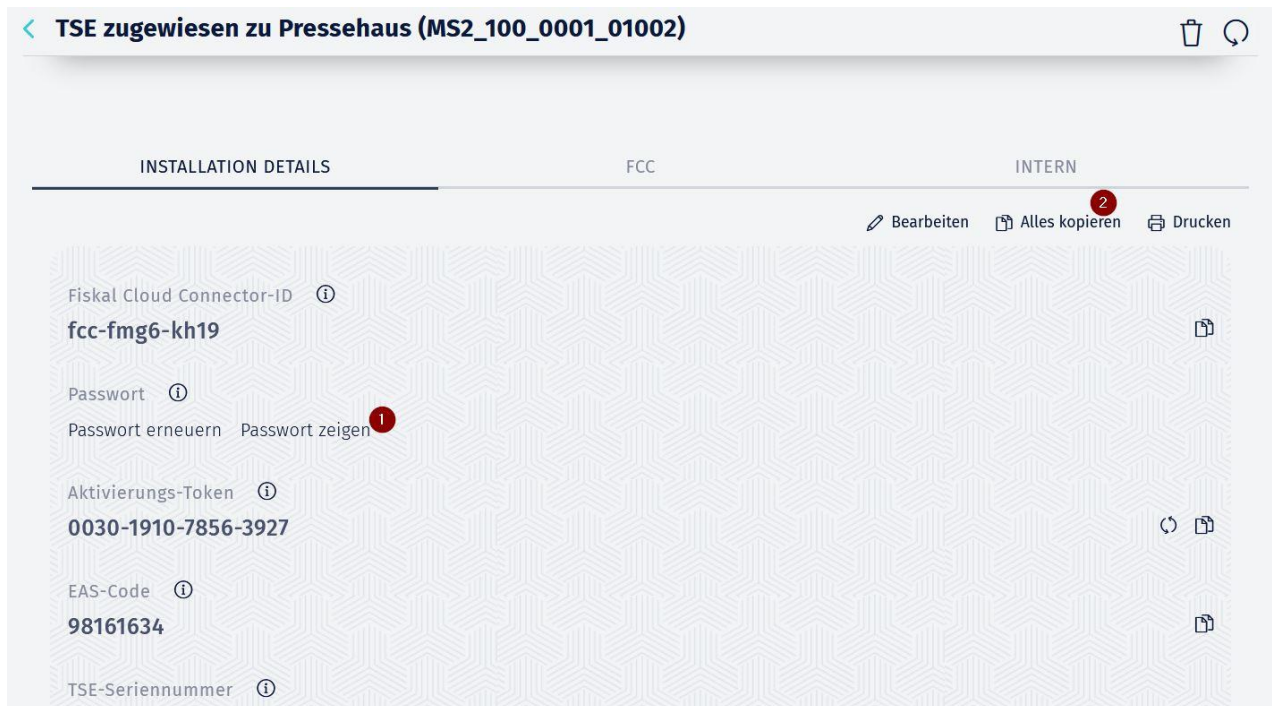 TSE zugewiesen zu Pressehaus (MS2_100_0001_01002)
INSTALLATION DETAILS FCC INTERN
2
Bearbeiten Alles kopieren Drucken
Fiskal Cloud Connector-ID
fcc-fmg6-kh19
Passwort
Passwort erneuern Passwort zeigen 1
Aktivierungs-Token
0030-1910-7856-3927
EAS-Code
98161634
TSE-Seriennummer